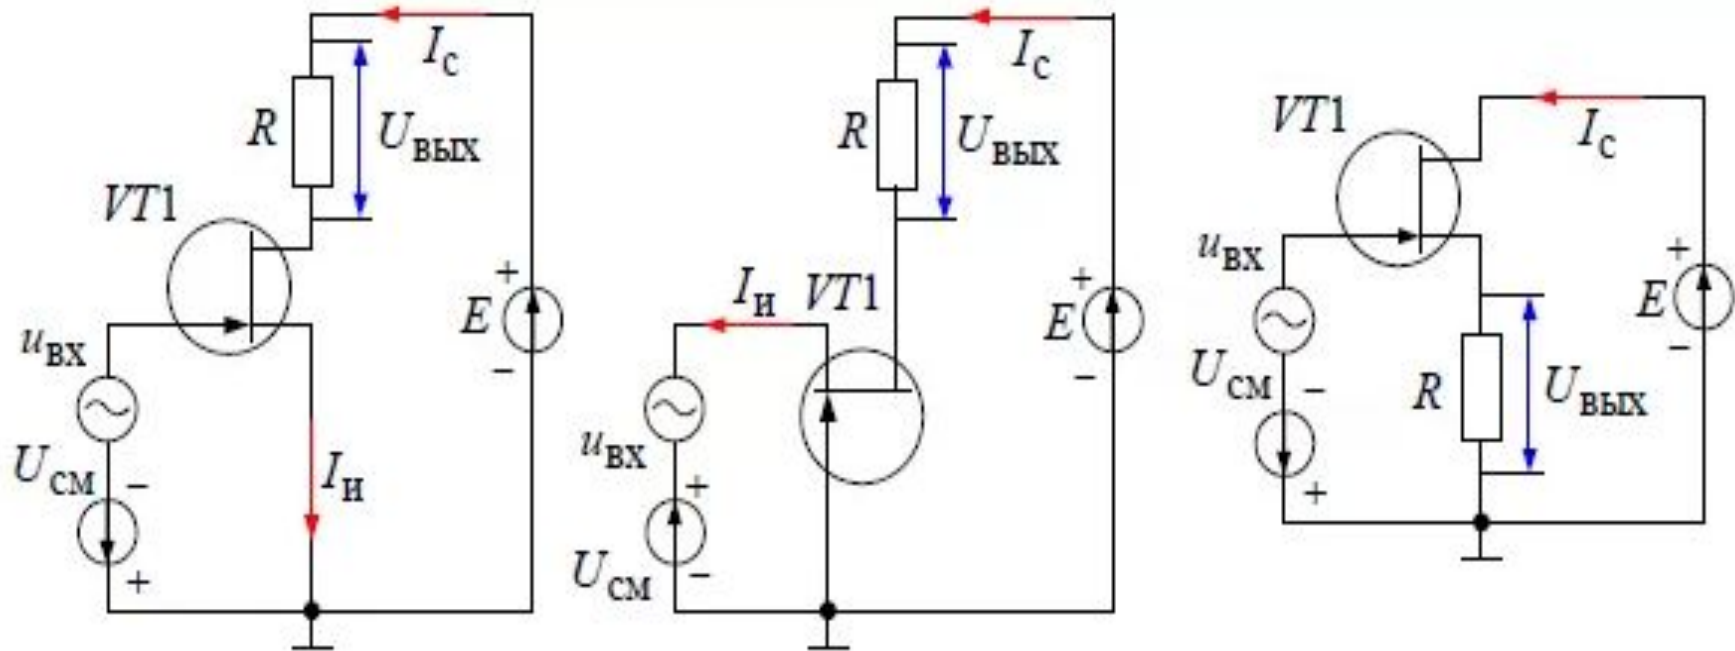 I_с
R
U_вых
VT1
u_вх
E
+
−
U_см
−
+
I_и
I_с
R
U_вых
I_и
VT1
E
+
−
u_вх
U_см
+
−
VT1
I_с
u_вх
E
+
−
U_см
−
+
R
U_вых